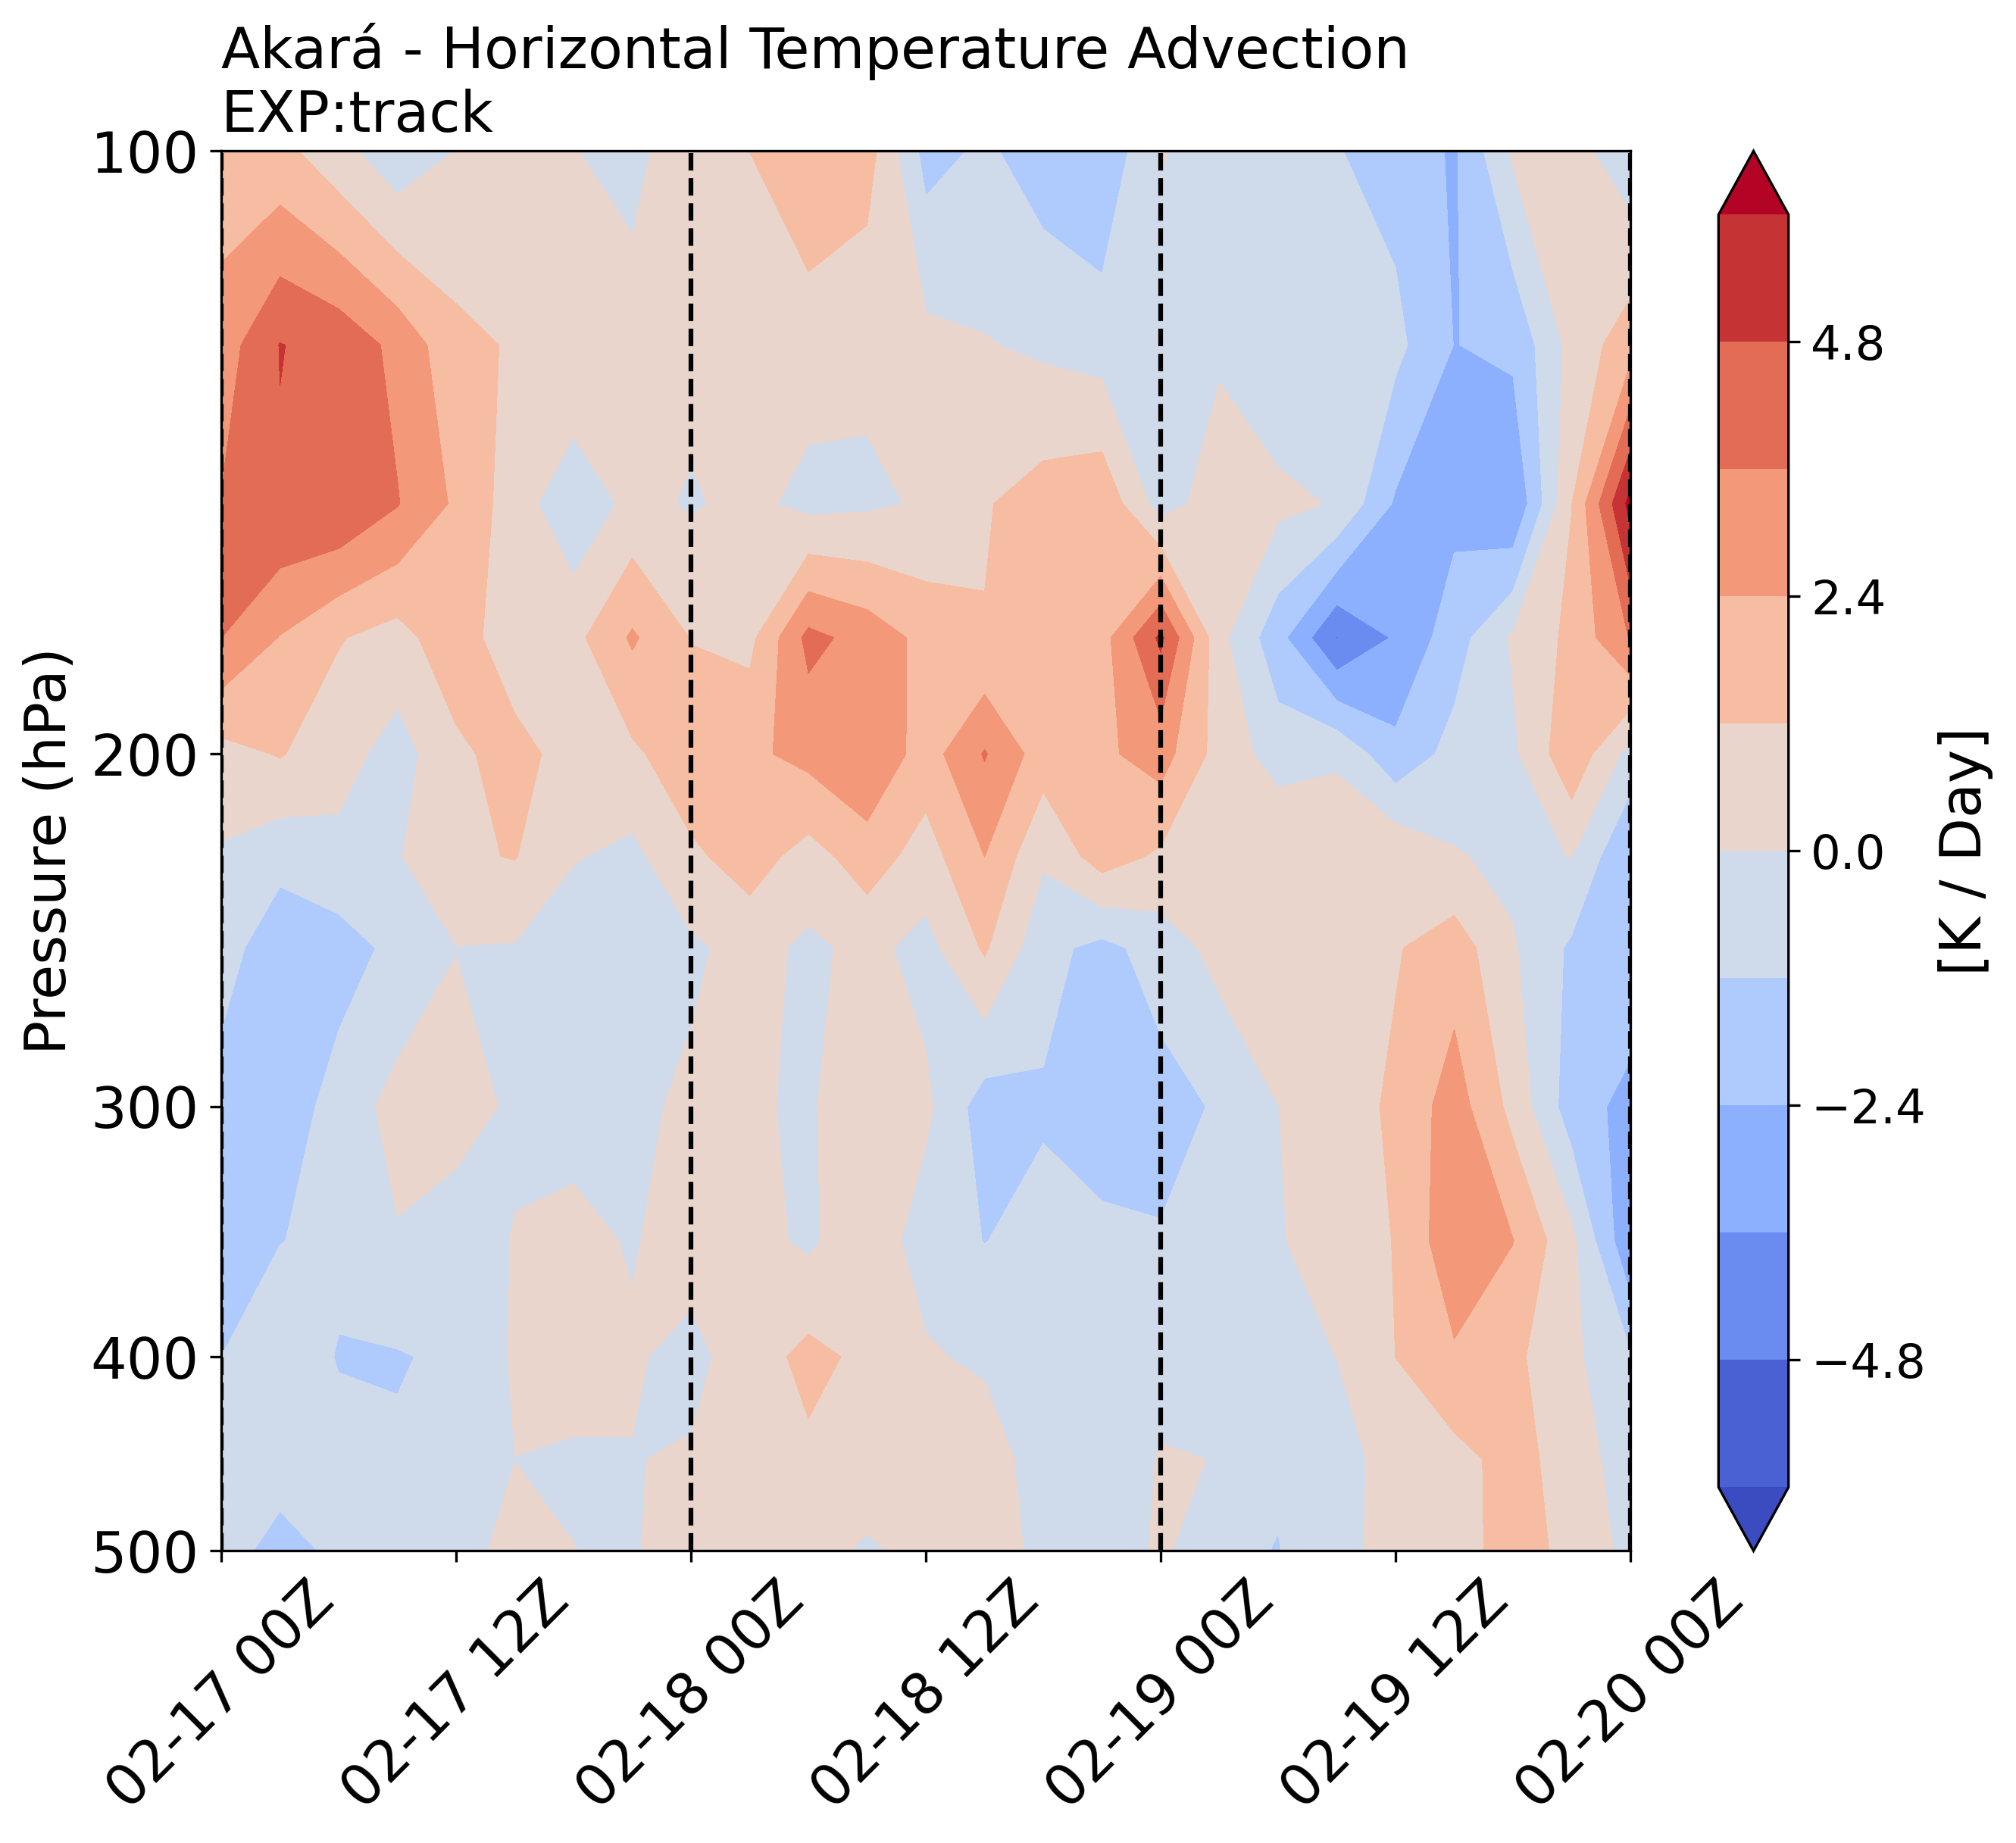 Akará - Horizontal Temperature Advection
EXP:track
100
200
300
400
500
Pressure (hPa)
02-17 00Z
02-17 12Z
02-18 00Z
02-18 12Z
02-19 00Z
02-19 12Z
02-20 00Z
4.8
2.4
0.0
−2.4
−4.8
[K / Day]